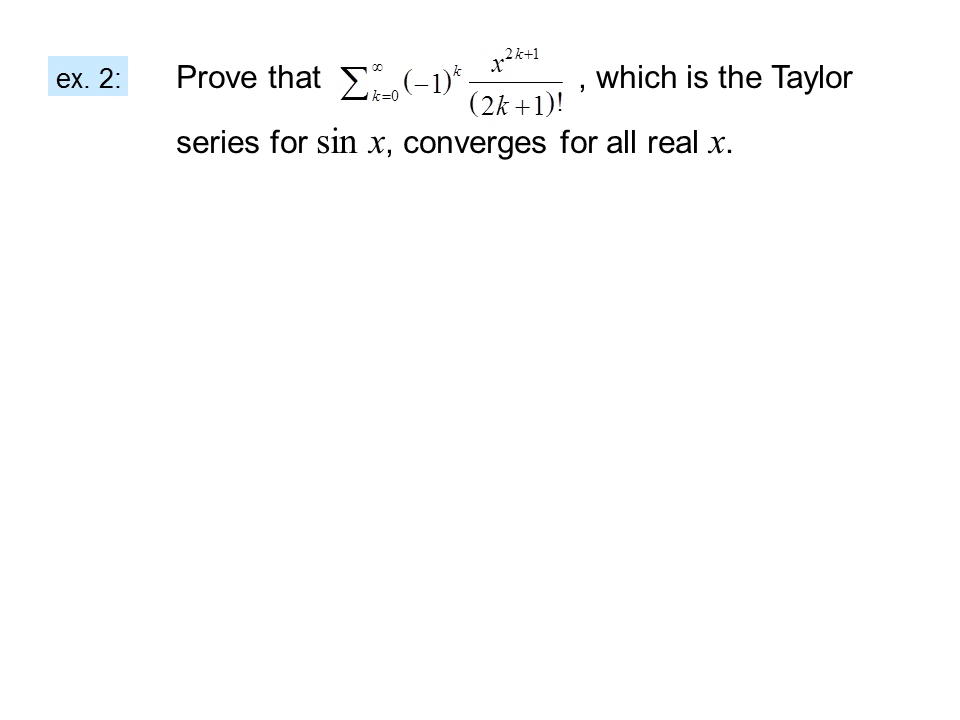 ex. 2: Prove that ∑_{k=0}^{∞} (−1)^k x^{2k+1}/(2k+1)! , which is the Taylor
series for sin x, converges for all real x.